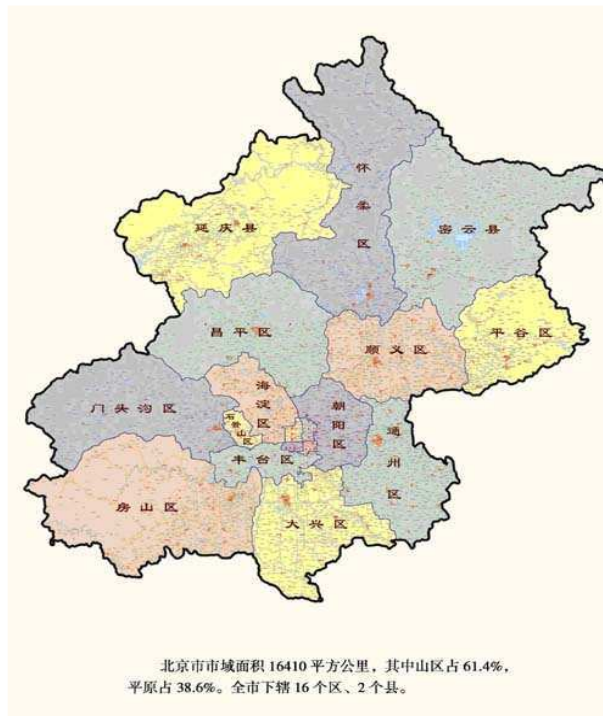 怀柔区
延庆县
密云县
昌平区
平谷区
顺义区
海淀区
门头沟区
朝阳区
石景山区
通州区
丰台区
房山区
大兴区
北京市市域面积 16410 平方公里，其中山区占 61.4%，
平原占 38.6%。全市下辖 16 个区、2 个县。